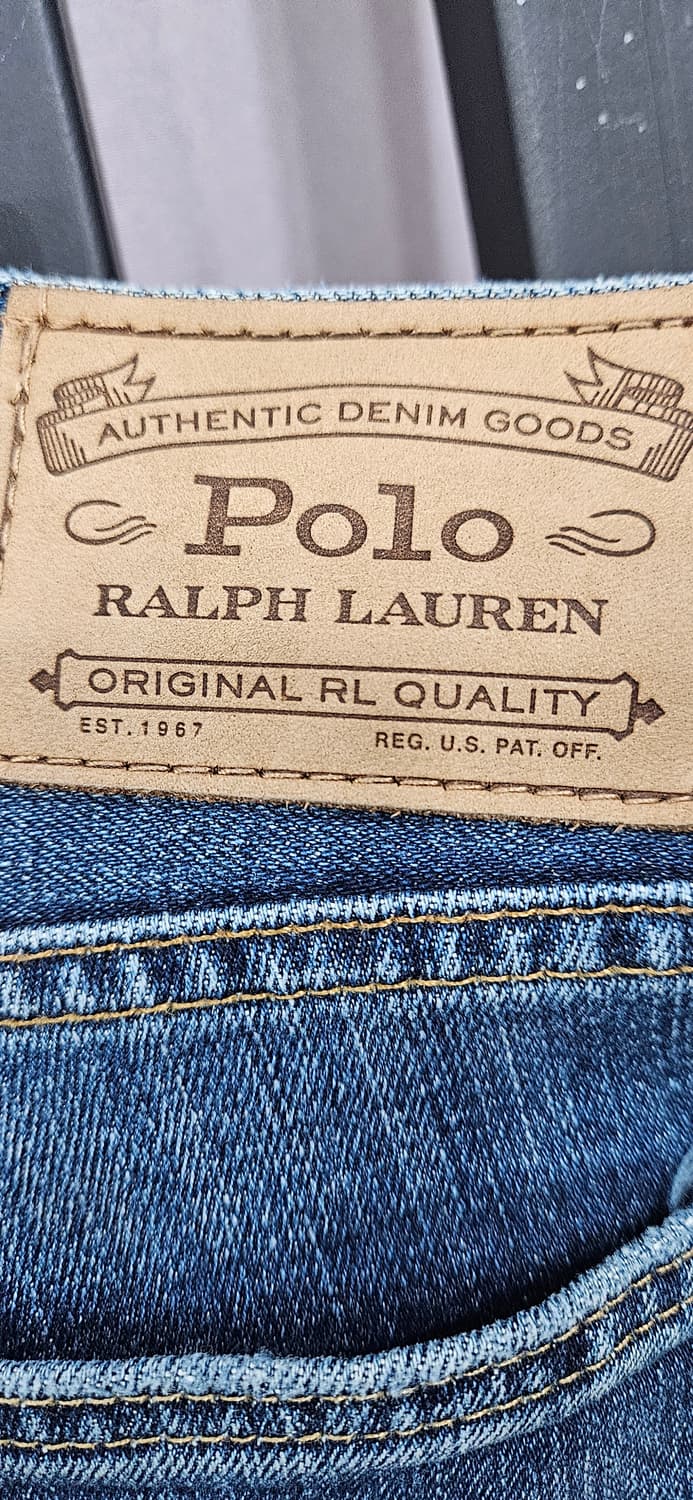 AUTHENTIC DENIM GOODS
Polo
RALPH LAUREN
ORIGINAL RL QUALITY
EST. 1967 REG. U.S. PAT. OFF.